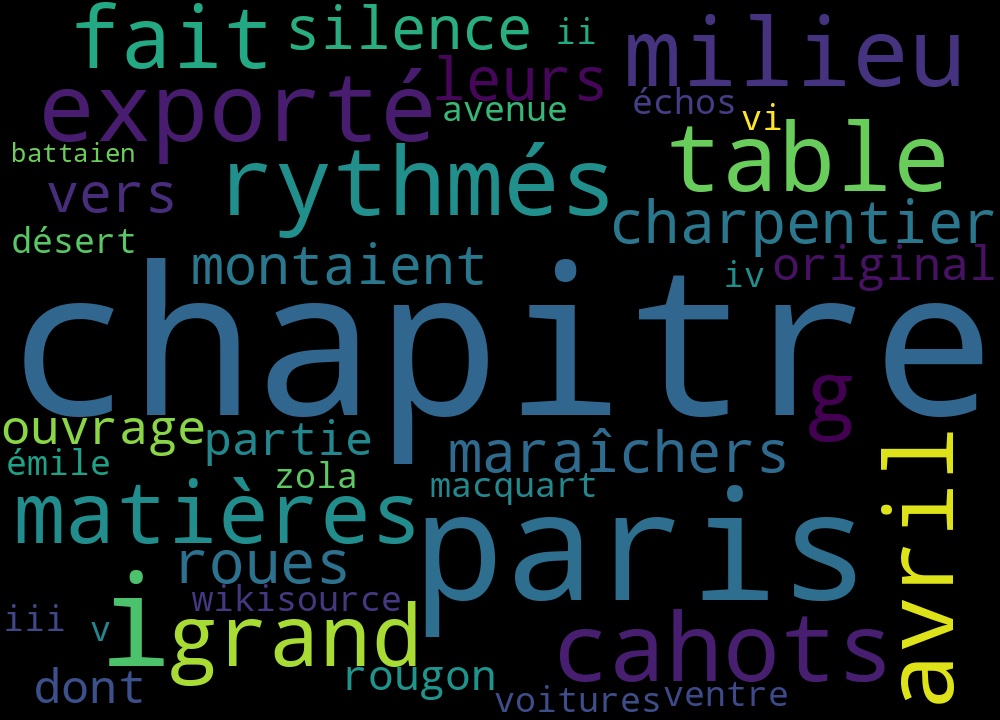 fait silence ii milieu
exporté leurs avenue échos vi
battaien rythmés table
vers charpentier
désert montaient iv original
chapitre
g
ouvrage partie maraîchers
émile zola macquart avril
matières paris
roues
wikisource
iii v i grand cahots
dont rougon voitures ventre